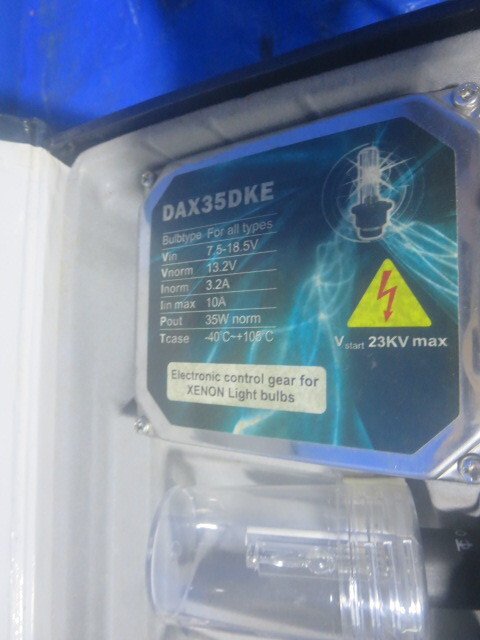 DAX35DKE
Bulbtype For all types
Vin 7.5-18.5V
Vnorm 13.2V
Inorm 3.2A
Iin max 10A
Pout 35W norm
Tcase -40°C~+105°C
Vstart 23KV max
Electronic control gear for
XENON Light bulbs